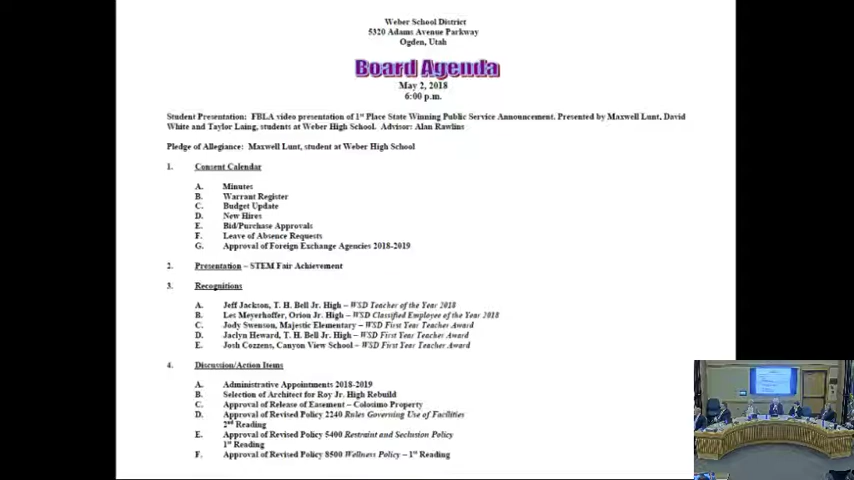 Weber School District
5320 Adams Avenue Parkway
Ogden, Utah
Board Agenda
May 2, 2018
6:00 p.m.
Student Presentation: FBLA video presentation of 1st Place State Winning Public Service Announcement. Presented by Maxwell Lunt, David
White and Taylor Laing, students at Weber High School. Advisor: Alan Rawlins
Pledge of Allegiance: Maxwell Lunt, student at Weber High School
1. Consent Calendar
A. Minutes
B. Warrant Register
C. Budget Update
D. New Hires
E. Bid/Purchase Approvals
F. Leave of Absence Requests
G. Approval of Foreign Exchange Agencies 2018-2019
2. Presentation – STEM Fair Achievement
3. Recognitions
A. Jeff Jackson, T. H. Bell Jr. High – WSD Teacher of the Year 2018
B. Les Meyerhoffer, Orion Jr. High – WSD Classified Employee of the Year 2018
C. Jody Swenson, Majestic Elementary – WSD First Year Teacher Award
D. Jaclyn Heward, T. H. Bell Jr. High – WSD First Year Teacher Award
E. Josh Cozzens, Canyon View School – WSD First Year Teacher Award
4. Discussion/Action Items
A. Administrative Appointments 2018-2019
B. Selection of Architect for Roy Jr. High Rebuild
C. Approval of Release of Easement – Colosimo Property
D. Approval of Revised Policy 2240 Rules Governing Use of Facilities
2nd Reading
E. Approval of Revised Policy 5400 Restraint and Seclusion Policy
1st Reading
F. Approval of Revised Policy 8500 Wellness Policy – 1st Reading